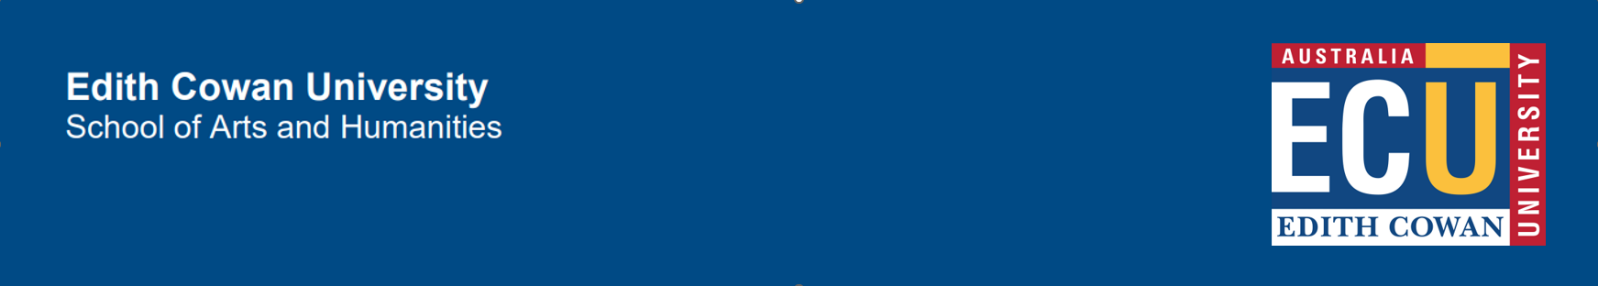 Edith Cowan University
School of Arts and Humanities
AUSTRALIA
ECU
EDITH COWAN
UNIVERSITY